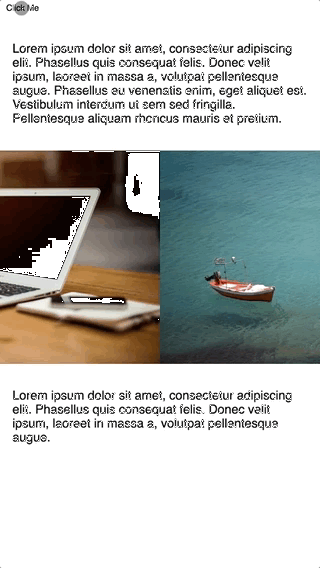 Click Me
Lorem ipsum dolor sit amet, consectetur adipiscing
elit. Phasellus quis consequat felis. Donec velit
ipsum, laoreet in massa a, volutpat pellentesque
augue. Phasellus eu venenatis enim, eget aliquet est.
Vestibulum interdum ut sem sed fringilla.
Pellentesque aliquam rhoncus mauris et pretium.
Lorem ipsum dolor sit amet, consectetur adipiscing
elit. Phasellus quis consequat felis. Donec velit
ipsum, laoreet in massa a, volutpat pellentesque
augue.